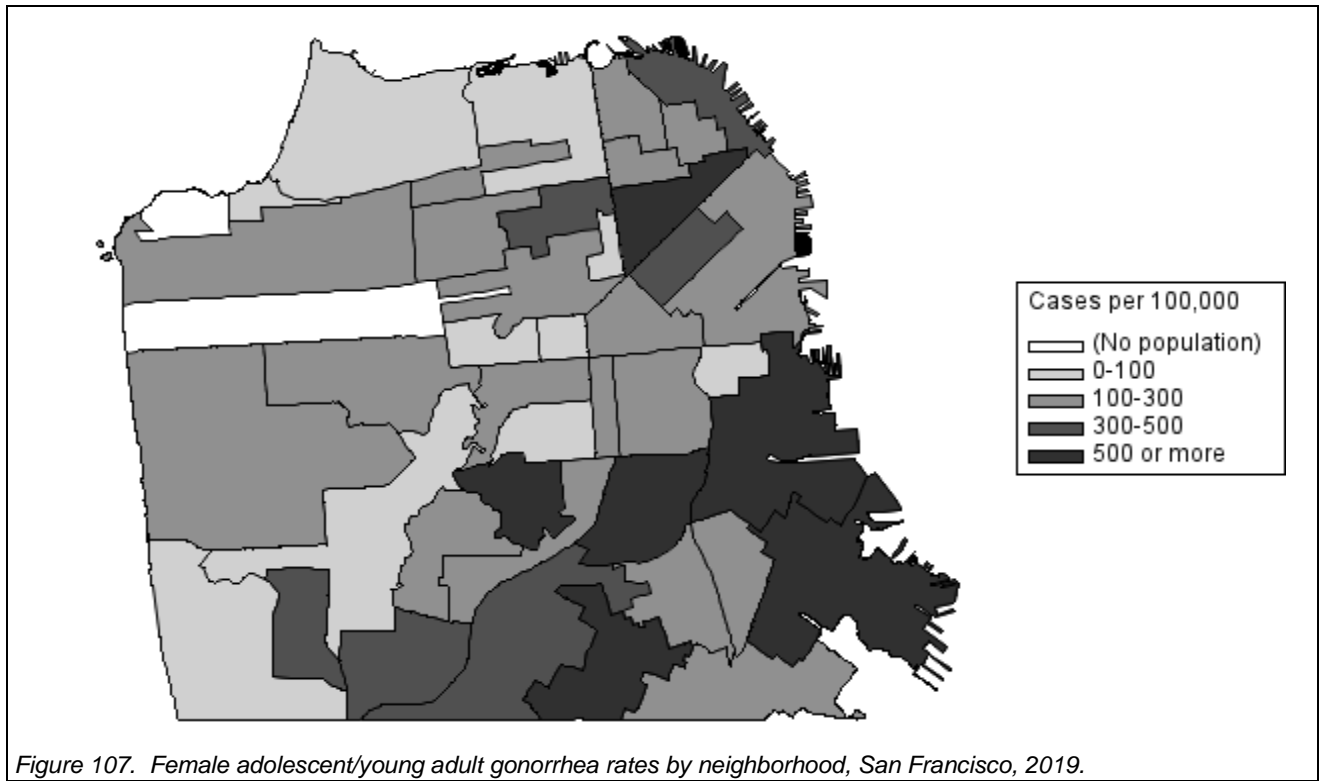 Cases per 100,000
(No population)
0-100
100-300
300-500
500 or more
Figure 107. Female adolescent/young adult gonorrhea rates by neighborhood, San Francisco, 2019.